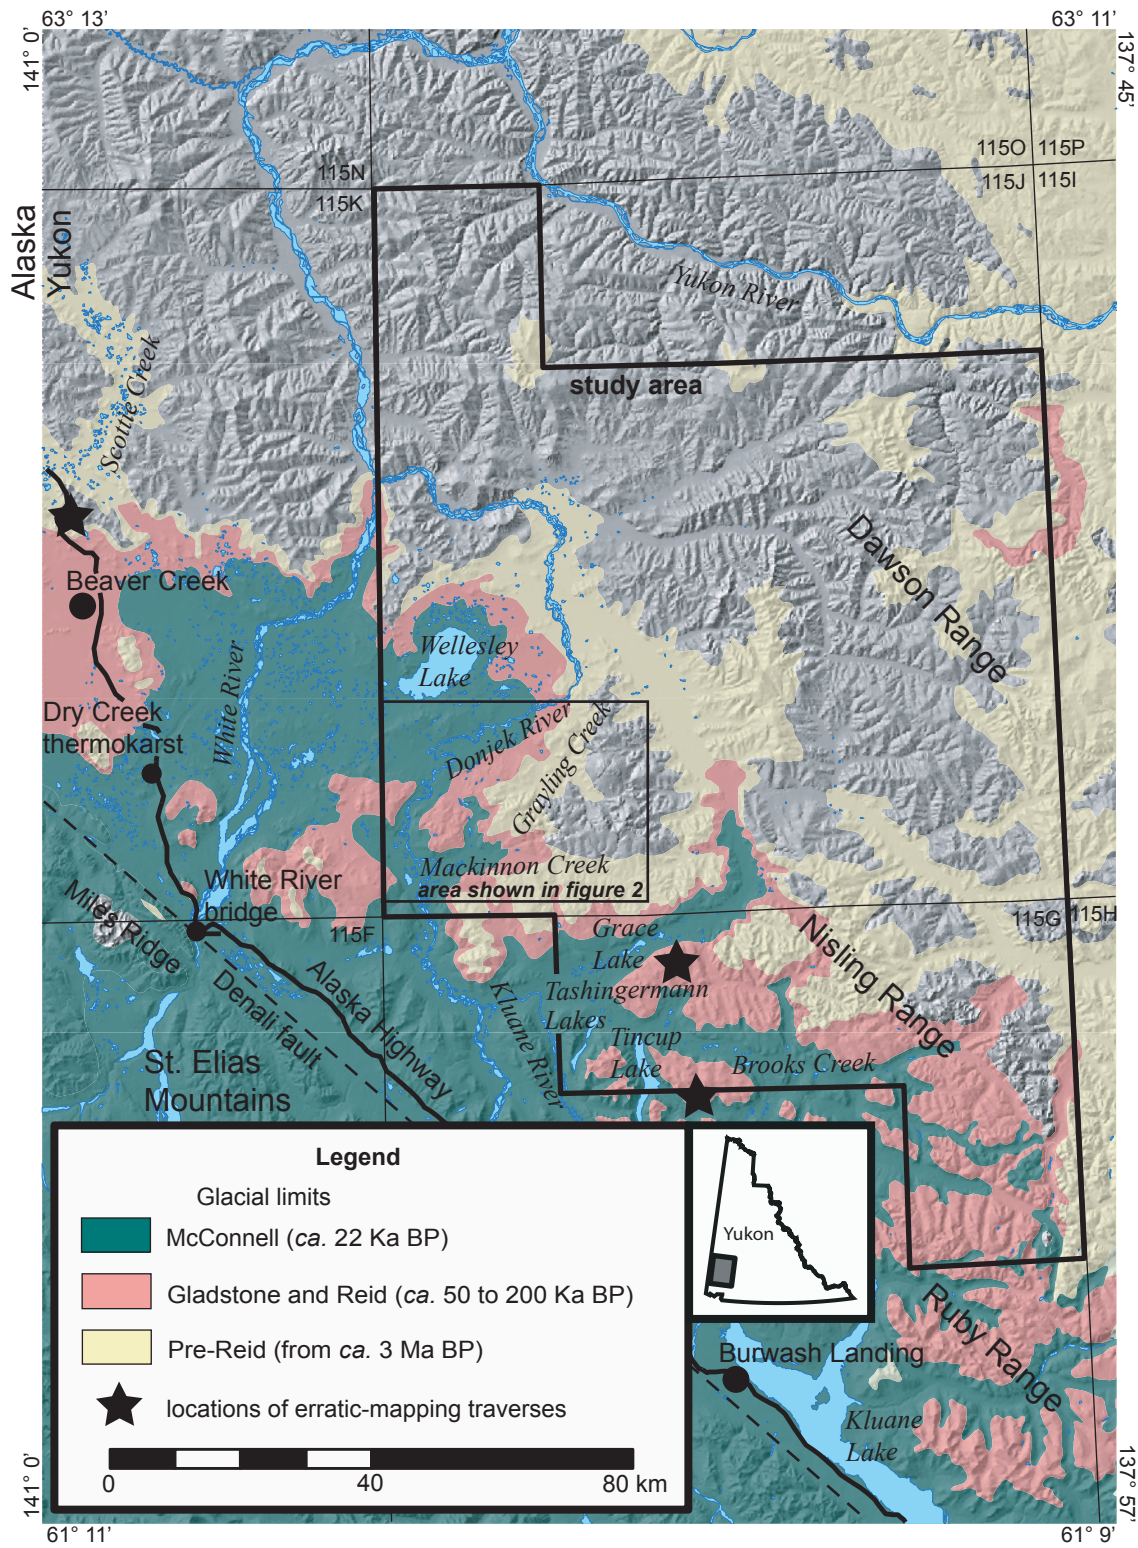 63° 13’
63° 11’
141° 0’
137° 45’
115N
115K
115O
115P
115J
115I
Alaska
Yukon
Yukon River
Scottie Creek
study area
Dawson Range
Beaver Creek
Wellesley
Lake
White River
Dry Creek
thermokarst
Donjek River
Grayling Creek
Mackinnon Creek
area shown in figure 2
White River
bridge
Miles Ridge
115F
115G
115H
Grace
Lake
Nisling Range
Tashingermann
Lakes
Kluane River
Alaska Highway
Denali fault
Tincup
Lake
Brooks Creek
St. Elias
Mountains
Legend
Glacial limits
McConnell (ca. 22 Ka BP)
Gladstone and Reid (ca. 50 to 200 Ka BP)
Pre-Reid (from ca. 3 Ma BP)
locations of erratic-mapping traverses
0
40
80 km
Yukon
Ruby Range
Burwash Landing
Kluane
Lake
141° 0’
137° 57’
61° 11’
61° 9’